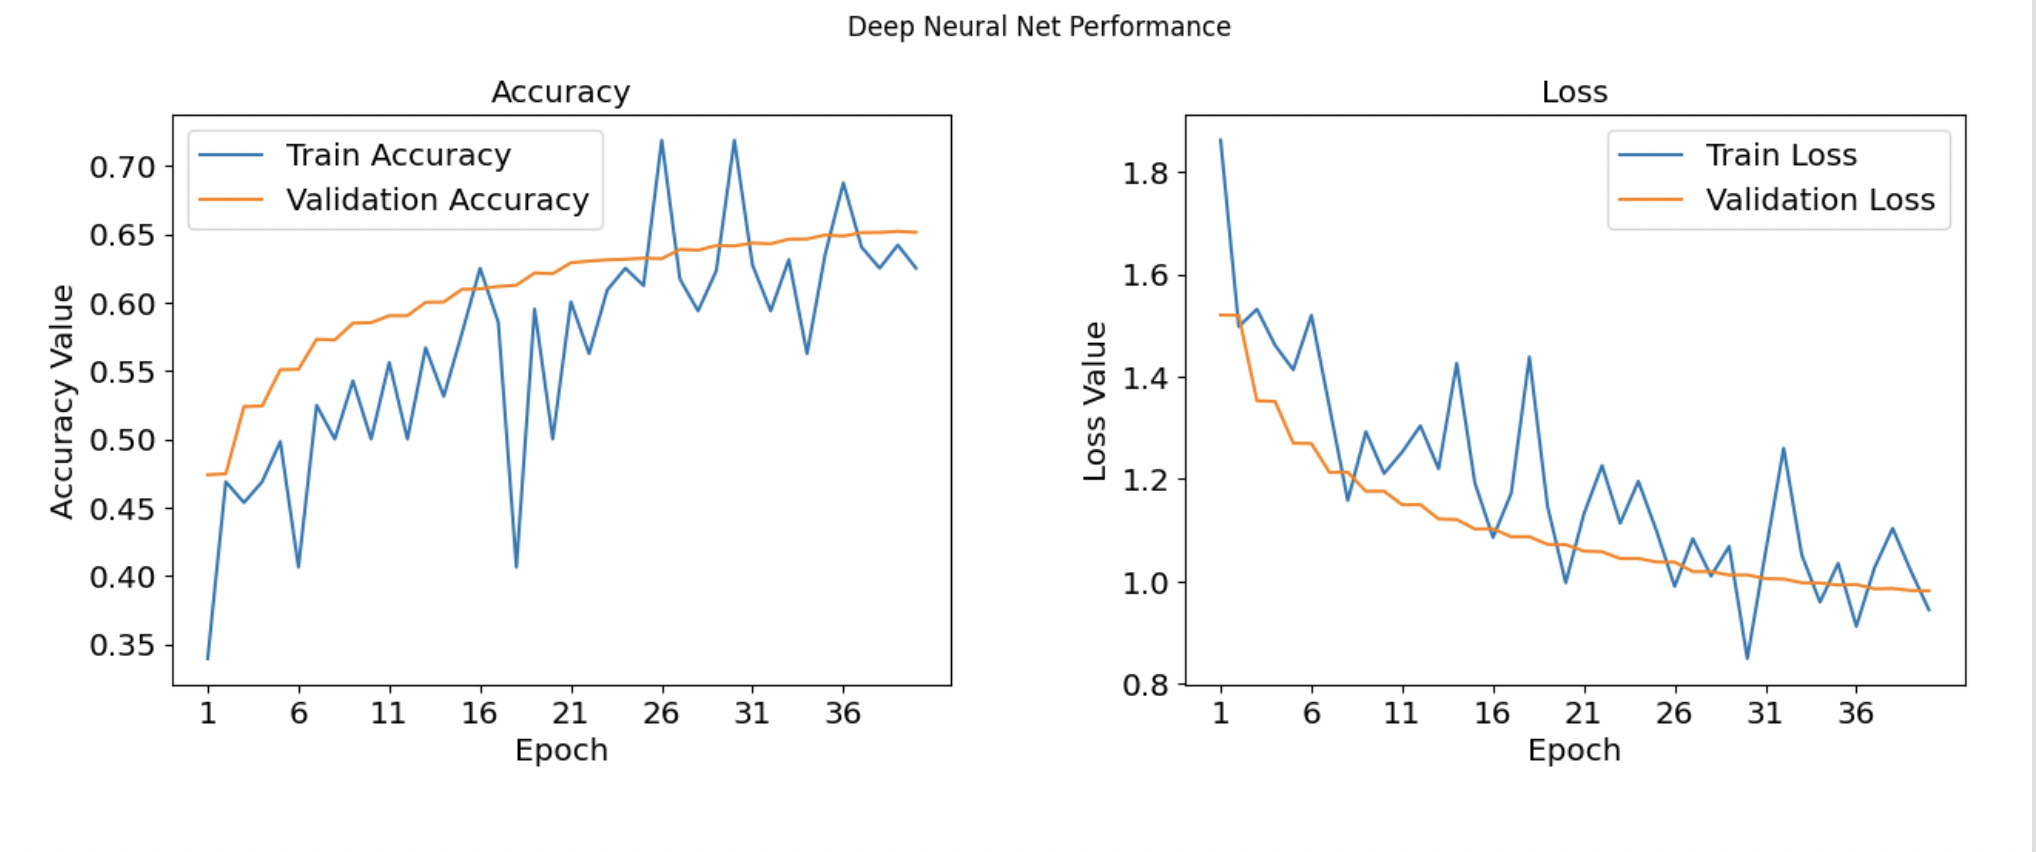 Deep Neural Net Performance
Accuracy
Train Accuracy
Validation Accuracy
Accuracy Value
0.70
0.65
0.60
0.55
0.50
0.45
0.40
0.35
1 6 11 16 21 26 31 36
Epoch
Loss
Train Loss
Validation Loss
Loss Value
1.8
1.6
1.4
1.2
1.0
0.8
1 6 11 16 21 26 31 36
Epoch